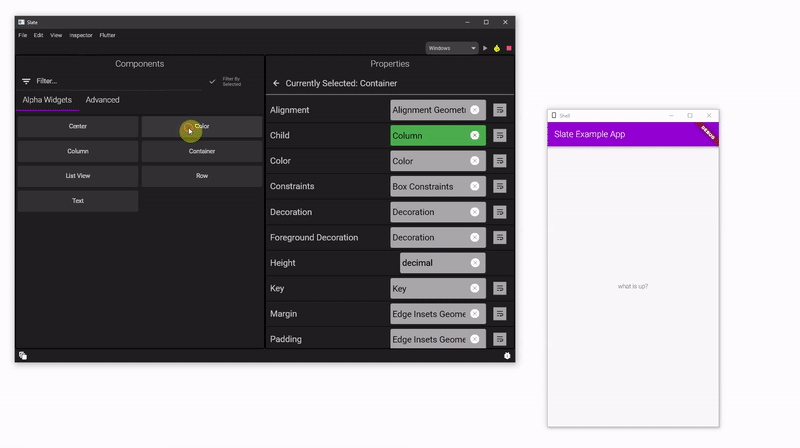 Slate
File Edit View Inspector Flutter
Windows
Components
Filter...
Filter By
Selected
Alpha Widgets Advanced
Center Color
Column Container
List View Row
Text
Properties
Currently Selected: Container
Alignment Alignment Geometr
Child Column
Color Color
Constraints Box Constraints
Decoration Decoration
Foreground Decoration Decoration
Height decimal
Key Key
Margin Edge Insets Geome
Padding Edge Insets Geome
Shell
Slate Example App
DEBUG
what is up?